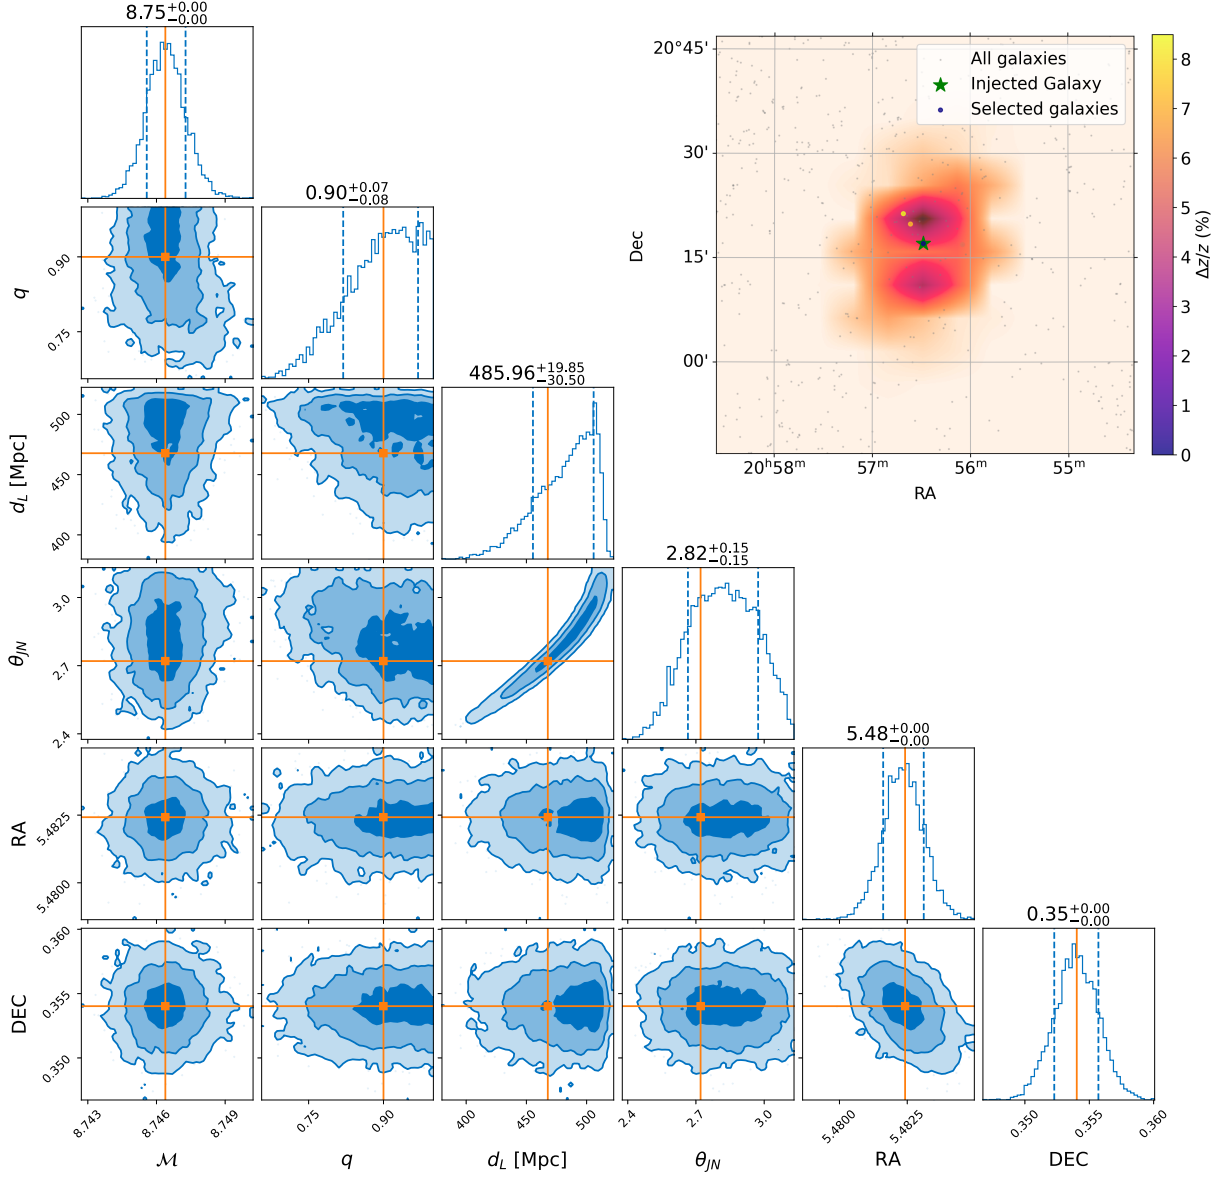 8.75+0.00−0.00
0.90+0.07−0.08
485.96+19.85−30.50
2.82+0.15−0.15
5.48+0.00−0.00
0.35+0.00−0.00
All galaxies
Injected Galaxy
Selected galaxies
20°45'
30'
15'
00'
Dec
20h58m
57m
56m
55m
RA
8
7
6
5
4
3
2
1
0
Δz/z (%)
0.90
0.75
q
500
450
400
dL [Mpc]
3.0
2.7
2.4
θJN
5.4825
5.4800
RA
0.360
0.355
0.350
DEC
8.743
8.746
8.749
ℳ
0.75
0.90
q
400
450
500
dL [Mpc]
2.4
2.7
3.0
θJN
5.4800
5.4825
RA
0.350
0.355
0.360
DEC